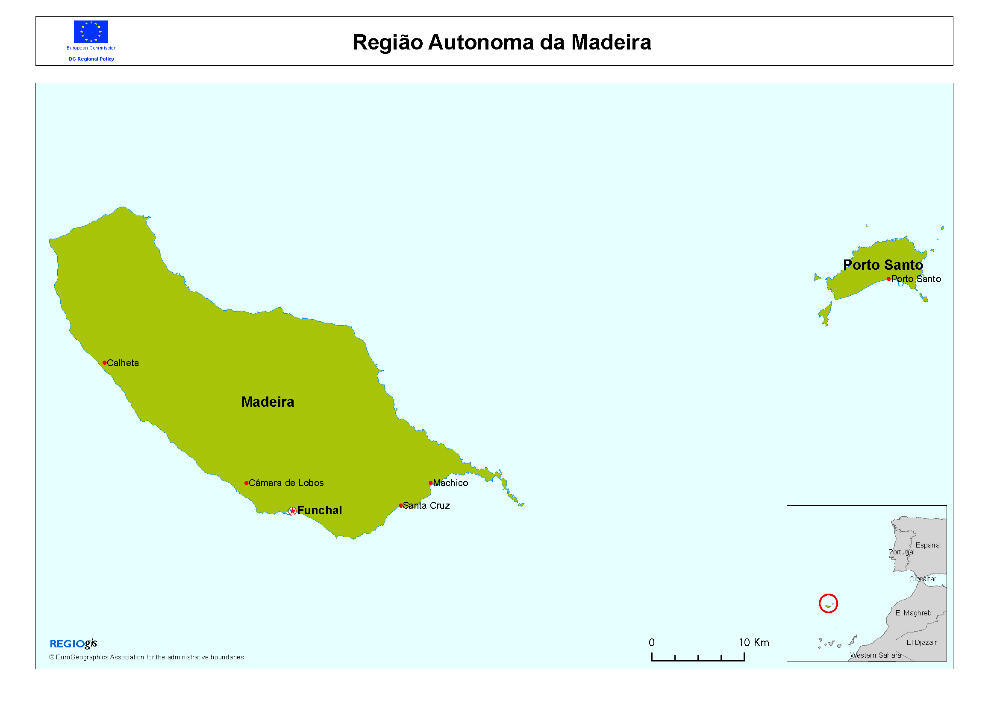 European Commission
DG Regional Policy
Região Autonoma da Madeira
Porto Santo
Porto Santo
Calheta
Madeira
Câmara de Lobos
Machico
Santa Cruz
Funchal
España
Portugal
Gibraltar
El Maghreb
El Djazair
Western Sahara
0 10 Km
REGIOgis
© EuroGeographics Association for the administrative boundaries